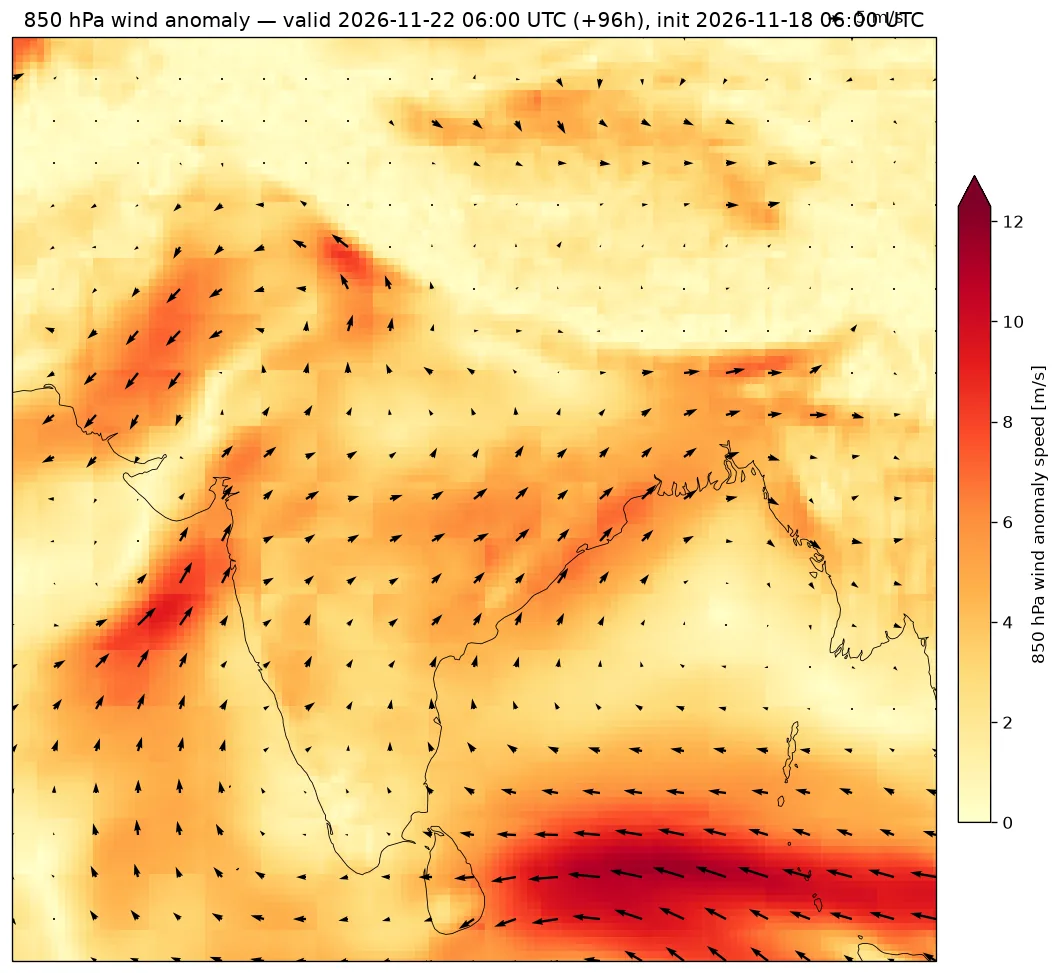 850 hPa wind anomaly — valid 2026-11-22 06:00 UTC (+96h), init 2026-11-18 06:00 UTC
5 m/s
12
10
8
6
4
2
0
850 hPa wind anomaly speed [m/s]